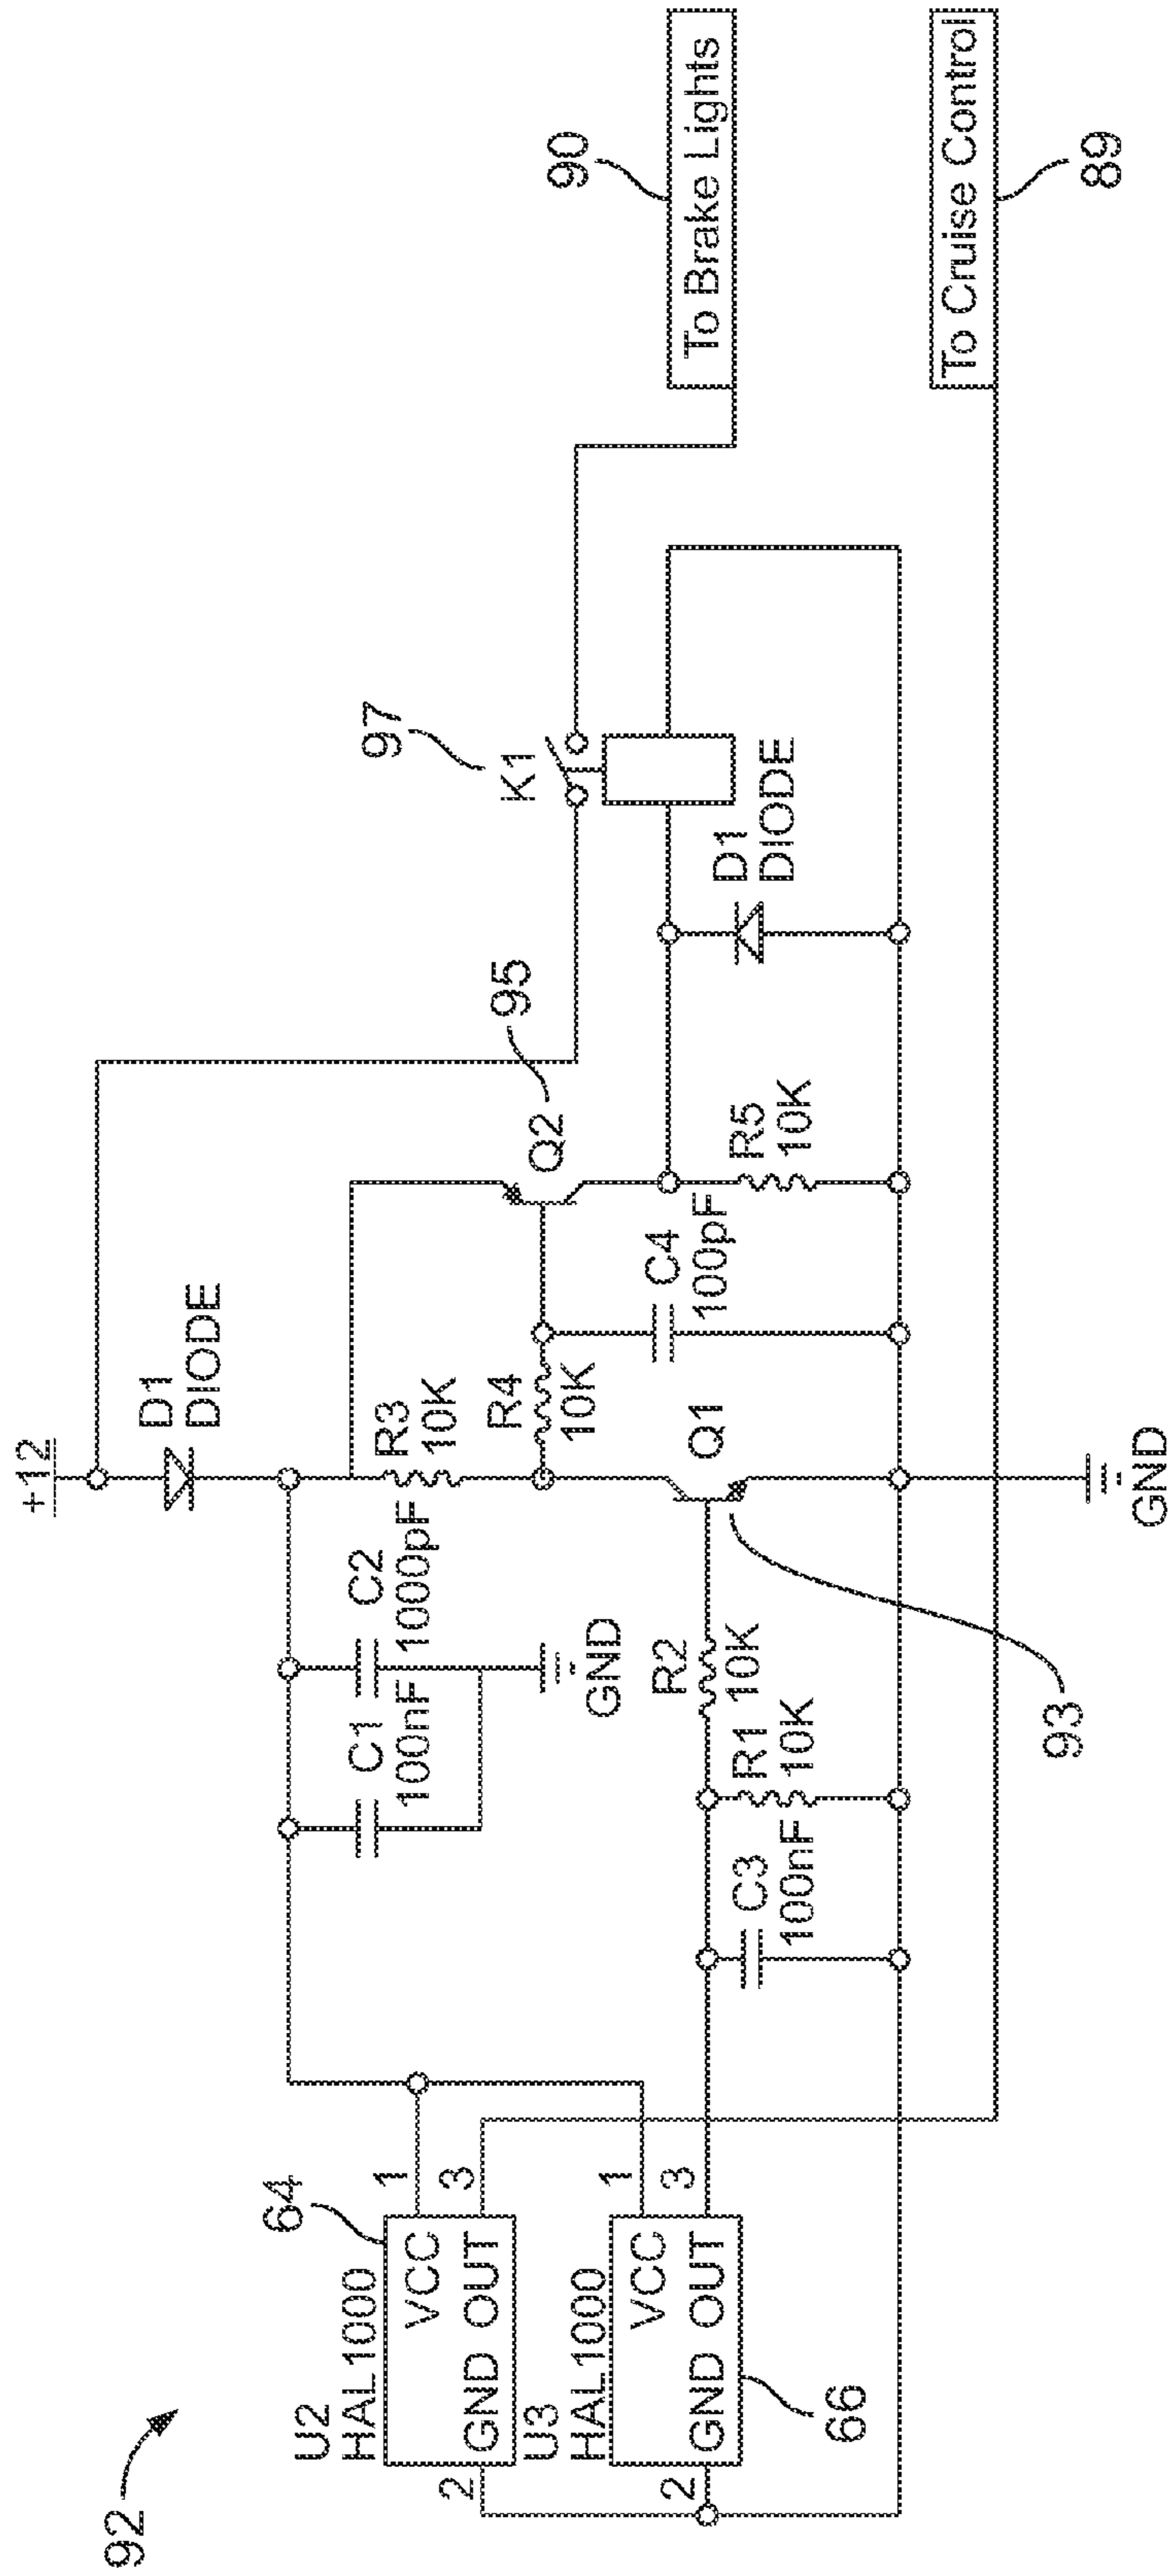 92
+12
D1
DIODE
U2
HAL1000
64
VCC
GND OUT
1
2
3
U3
HAL1000
66
VCC
GND OUT
1
2
3
C1
100nF
C2
1000pF
GND
R3
10K
R4
10K
Q2
95
K1
97
90
To Brake Lights
C3
100nF
R1
10K
R2
10K
Q1
93
C4
100pF
R5
10K
D1
DIODE
GND
To Cruise Control
89